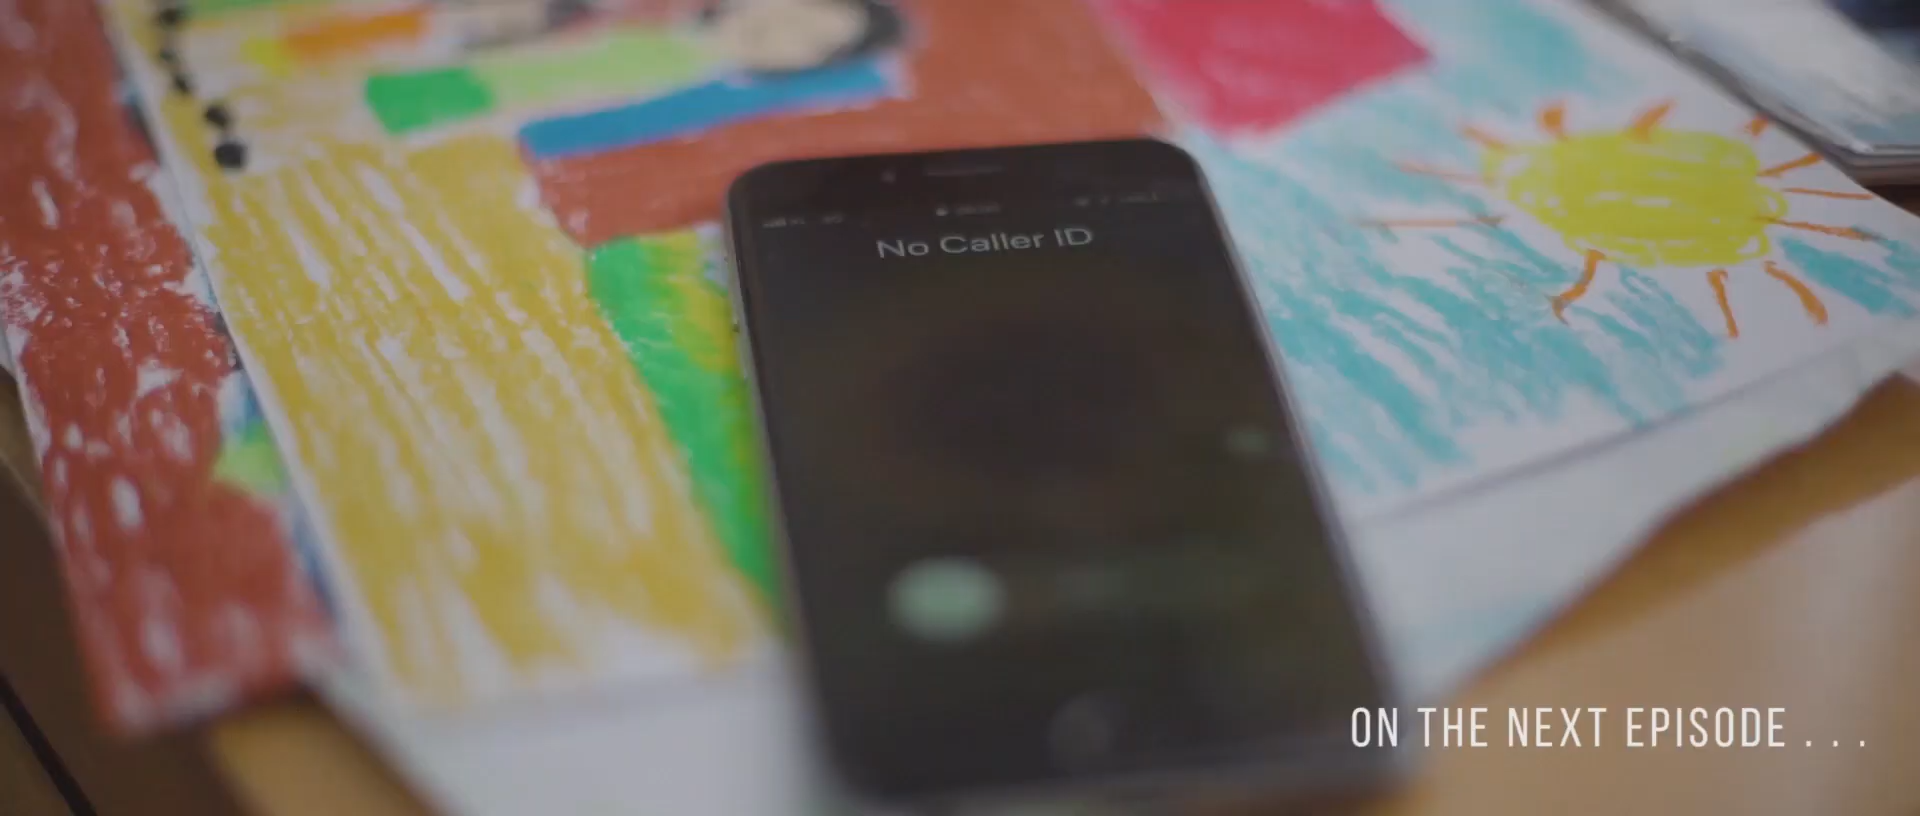 No Caller ID
ON THE NEXT EPISODE . . .